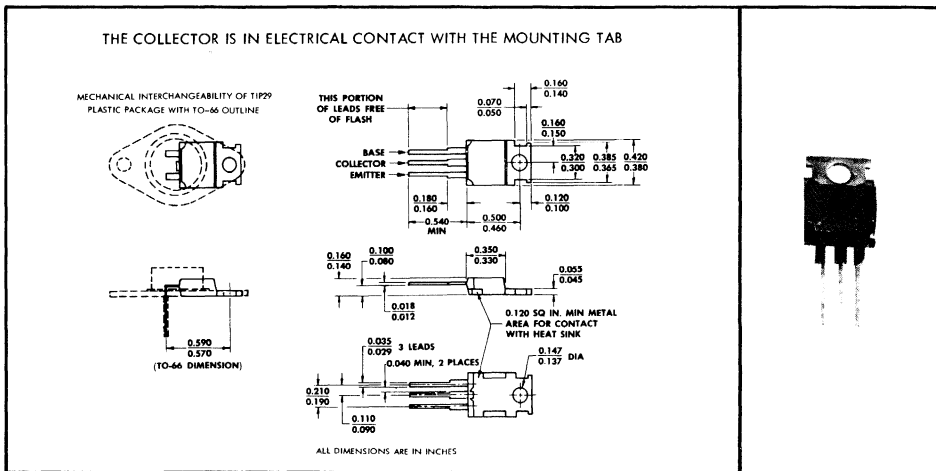 THE COLLECTOR IS IN ELECTRICAL CONTACT WITH THE MOUNTING TAB
MECHANICAL INTERCHANGEABILITY OF TIP29
PLASTIC PACKAGE WITH TO-66 OUTLINE
THIS PORTION
OF LEADS FREE
OF FLASH
0.160
0.140
0.070
0.050
0.160
0.150
BASE
COLLECTOR
EMITTER
0.320
0.300
0.385
0.365
0.420
0.380
0.180
0.160
0.540
MIN
0.500
0.460
0.120
0.100
0.160
0.140
0.100
0.080
0.350
0.330
0.055
0.045
0.018
0.012
0.120 SQ IN. MIN METAL
AREA FOR CONTACT
WITH HEAT SINK
0.590
0.570
(TO-66 DIMENSION)
0.035
0.029
3 LEADS
0.040 MIN, 2 PLACES
0.147
0.137
DIA
0.210
0.190
0.110
0.090
ALL DIMENSIONS ARE IN INCHES